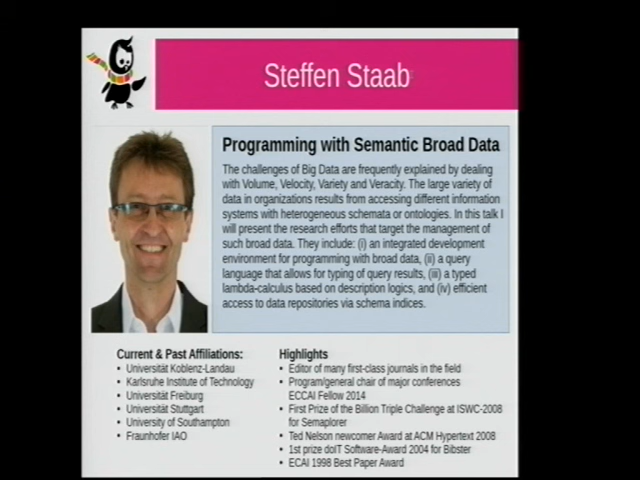 Steffen Staab
Programming with Semantic Broad Data
The challenges of Big Data are frequently explained by dealing
with Volume, Velocity, Variety and Veracity. The large variety of
data in organizations results from accessing different information
systems with heterogeneous schemata or ontologies. In this talk I
will present the research efforts that target the management of
such broad data. They include: (i) an integrated development
environment for programming with broad data, (ii) a query
language that allows for typing of query results, (iii) a typed
lambda-calculus based on description logics, and (iv) efficient
access to data repositories via schema indices.
Current & Past Affiliations:
• Universität Koblenz-Landau
• Karlsruhe Institute of Technology
• Universität Freiburg
• Universität Stuttgart
• University of Southampton
• Fraunhofer IAO
Highlights
• Editor of many first-class journals in the field
• Program/general chair of major conferences
ECCAI Fellow 2014
• First Prize of the Billion Triple Challenge at ISWC-2008
for Semaplorer
• Ted Nelson newcomer Award at ACM Hypertext 2008
• 1st prize doIT Software-Award 2004 for Bibster
• ECAI 1998 Best Paper Award